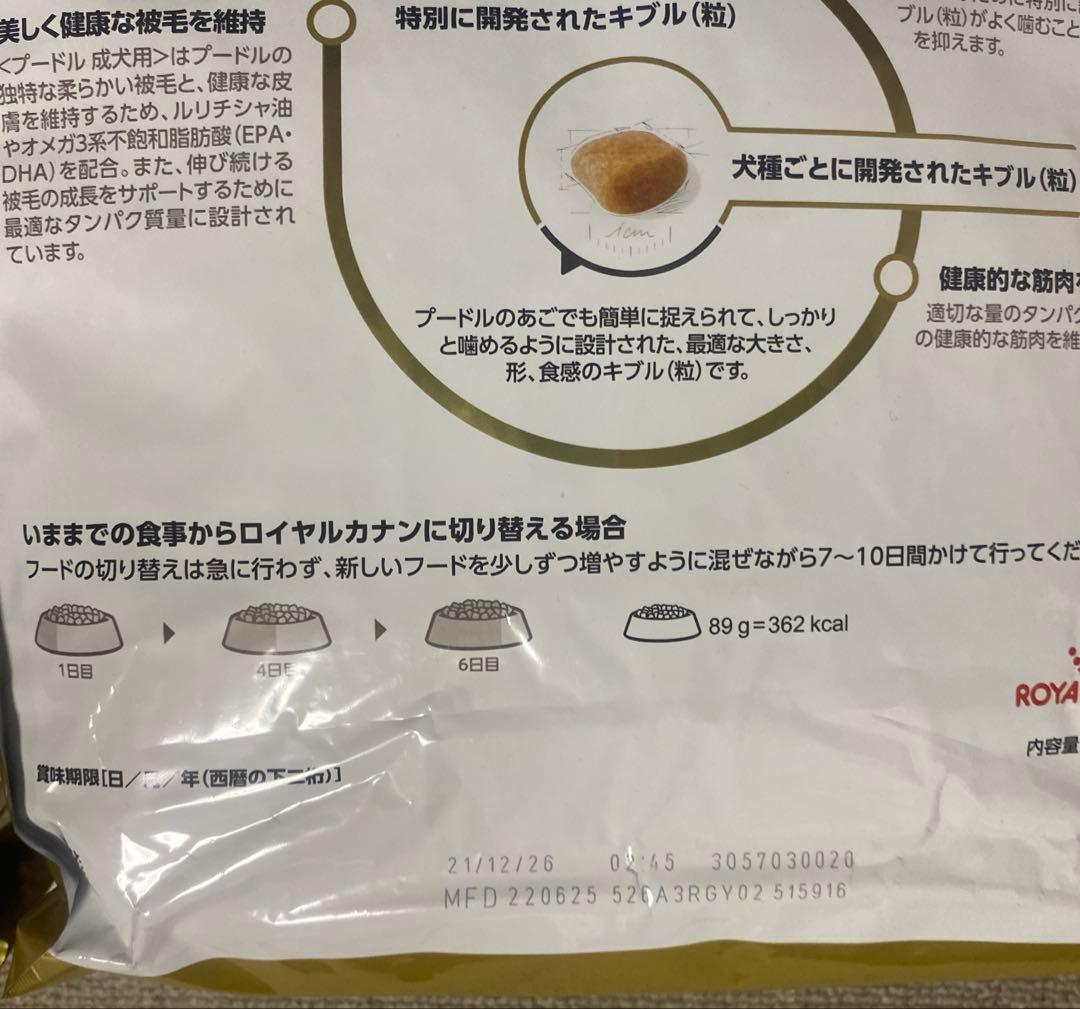 美しく健康な被毛を維持
<プードル 成犬用>はプードルの
独特な柔らかい被毛と、健康な皮
膚を維持するため、ルリチシャ油
やオメガ3系不飽和脂肪酸(EPA・
DHA)を配合。また、伸び続ける
被毛の成長をサポートするために
最適なタンパク質量に設計され
ています。
特別に開発されたキブル(粒)
ブル(粒)がよく噛むこと
を抑えます。
1cm
犬種ごとに開発されたキブル(粒)
プードルのあごでも簡単に捉えられて、しっかり
と噛めるように設計された、最適な大きさ、
形、食感のキブル(粒)です。
健康的な筋肉
適切な量のタンパク
の健康的な筋肉を維
いままでの食事からロイヤルカナンに切り替える場合
フードの切り替えは急に行わず、新しいフードを少しずつ増やすように混ぜながら7〜10日間かけて行ってくだ
1日目
4日目
6日目
89 g=362 kcal
ROYA
内容量
賞味期限[日/月/年(西暦の下二桁)]
21/12/26 :45 3057030020
MFD 220625 A3RGY02 515916